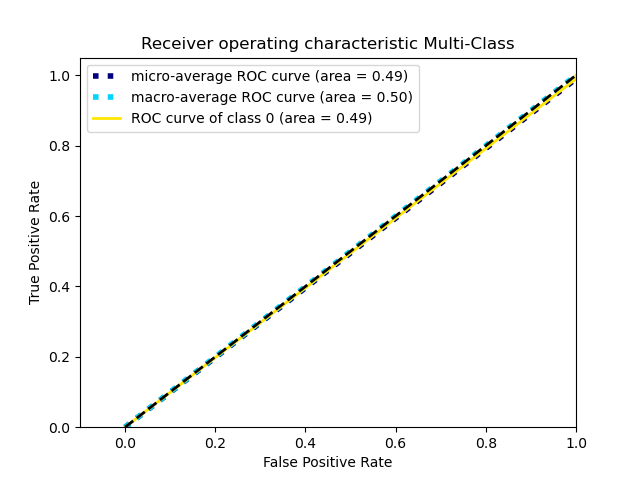 Receiver operating characteristic Multi-Class
micro-average ROC curve (area = 0.49)
macro-average ROC curve (area = 0.50)
ROC curve of class 0 (area = 0.49)
True Positive Rate
1.0
0.8
0.6
0.4
0.2
0.0
0.0 0.2 0.4 0.6 0.8 1.0
False Positive Rate